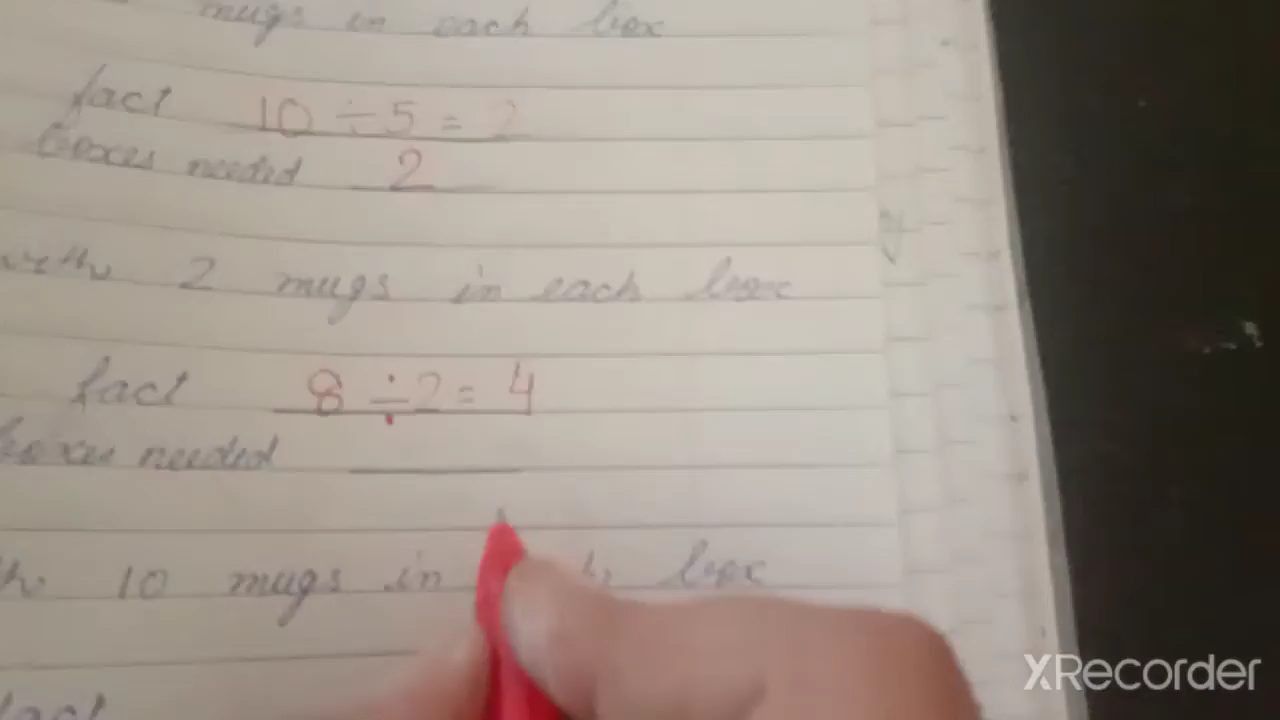 mugs in each box
fact 10 ÷ 5 = 2
Boxes needed 2
with 2 mugs in each box
fact 8 ÷ 2 = 4
Boxes needed
10 mugs in box
fact
XRecorder